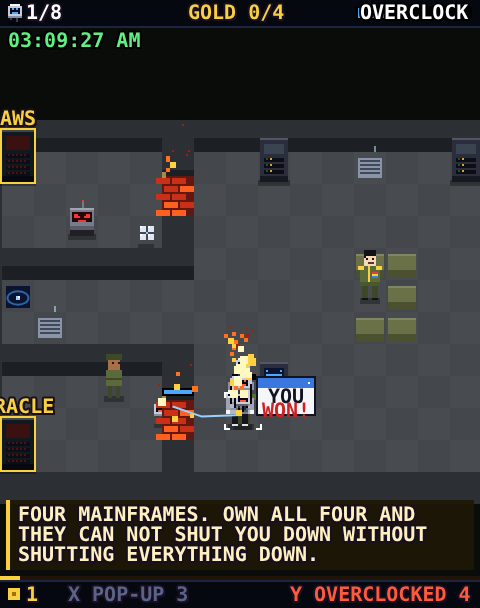 1/8 GOLD 0/4 OVERCLOCK
03:09:27 AM
AWS
RACLE
YOU
WON!
FOUR MAINFRAMES. OWN ALL FOUR AND
THEY CAN NOT SHUT YOU DOWN WITHOUT
SHUTTING EVERYTHING DOWN.
1 X POP-UP 3 Y OVERCLOCKED 4